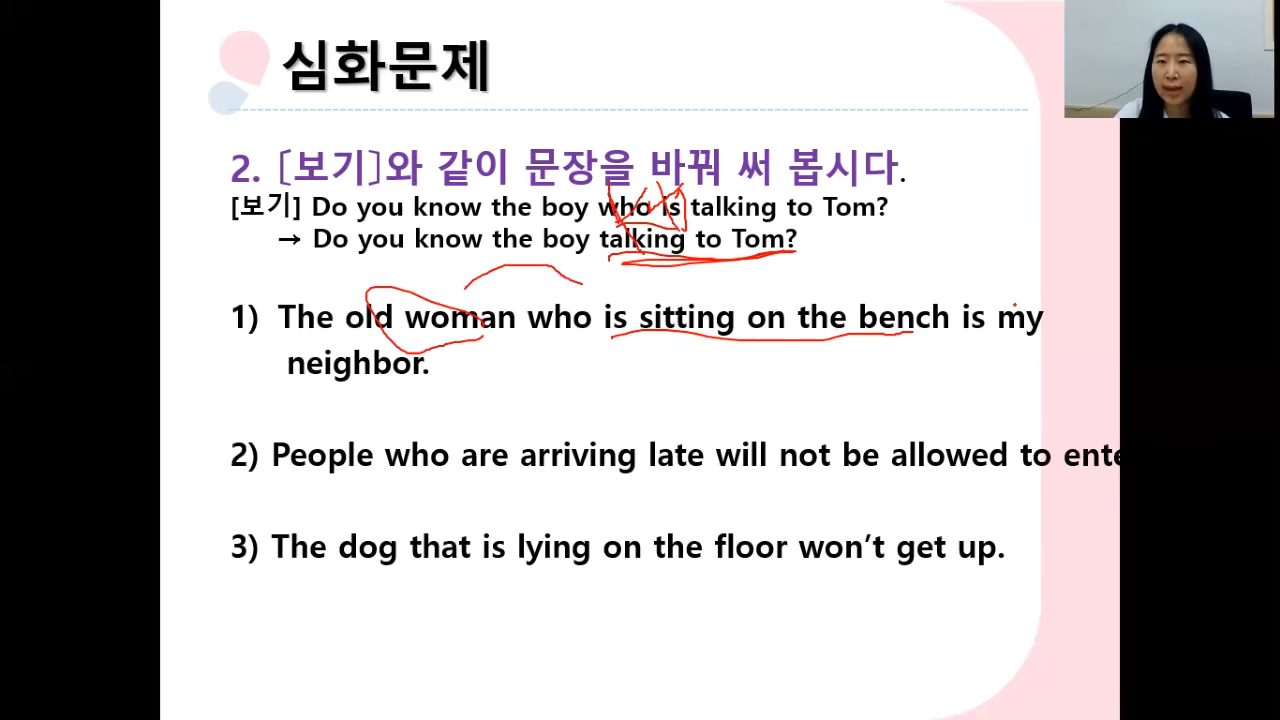 심화문제
2. [보기]와 같이 문장을 바꿔 써 봅시다.
[보기] Do you know the boy who is talking to Tom?
→ Do you know the boy talking to Tom?
1) The old woman who is sitting on the bench is my
neighbor.
2) People who are arriving late will not be allowed to ente
3) The dog that is lying on the floor won’t get up.